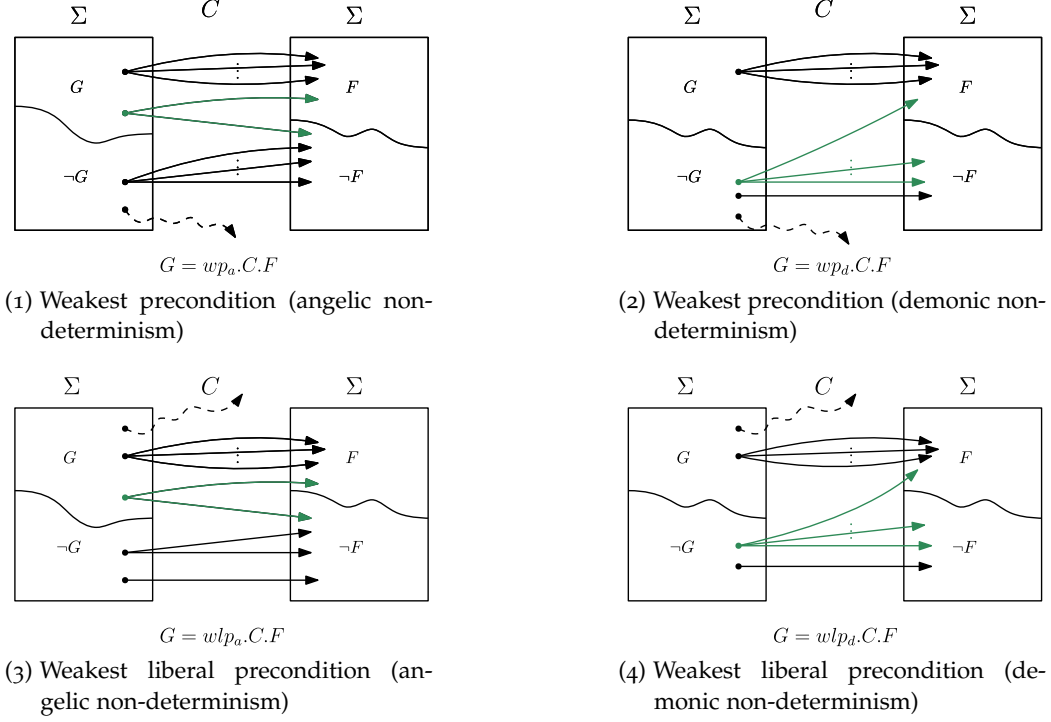 Σ C Σ
G F
¬G ¬F
G = wp_a.C.F
(1) Weakest precondition (angelic non-
determinism)
Σ C Σ
G F
¬G ¬F
G = wp_d.C.F
(2) Weakest precondition (demonic non-
determinism)
Σ C Σ
G F
¬G ¬F
G = wlp_a.C.F
(3) Weakest liberal precondition (an-
gelic non-determinism)
Σ C Σ
G F
¬G ¬F
G = wlp_d.C.F
(4) Weakest liberal precondition (de-
monic non-determinism)